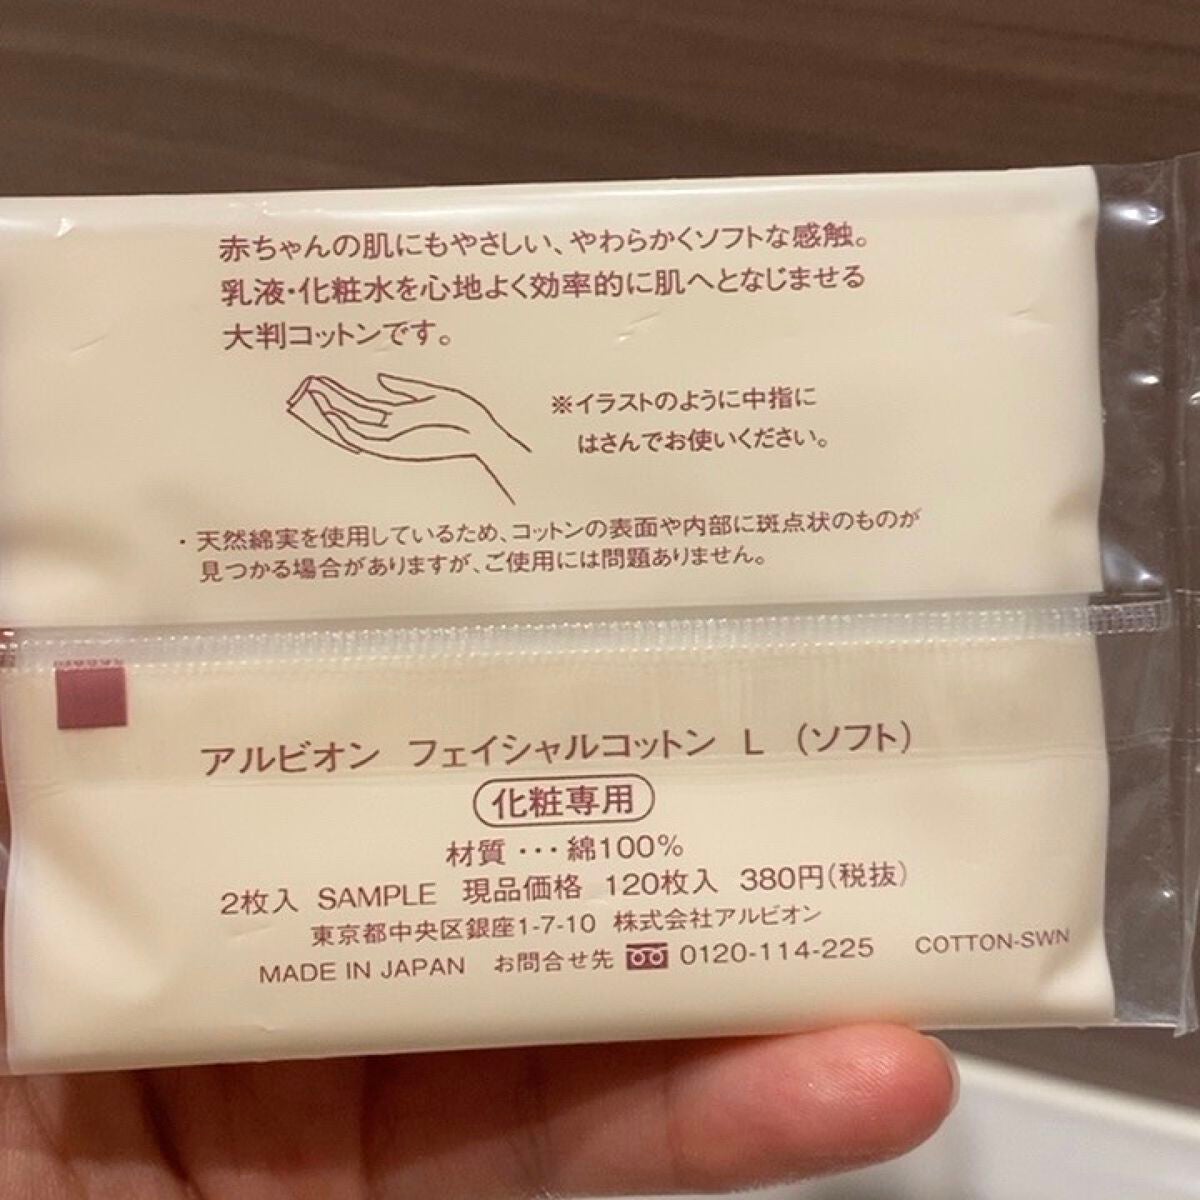 赤ちゃんの肌にもやさしい、やわらかくソフトな感触。
乳液・化粧水を心地よく効率的に肌へとなじませる
大判コットンです。
※イラストのように中指に
はさんでお使いください。
・天然綿実を使用しているため、コットンの表面や内部に斑点状のものが
見つかる場合がありますが、ご使用には問題ありません。
アルビオン フェイシャルコットン L (ソフト)
化粧専用
材質・・・綿100%
2枚入 SAMPLE 現品価格 120枚入 380円(税抜)
東京都中央区銀座1-7-10 株式会社アルビオン
MADE IN JAPAN お問合せ先 0120-114-225 COTTON-SWN